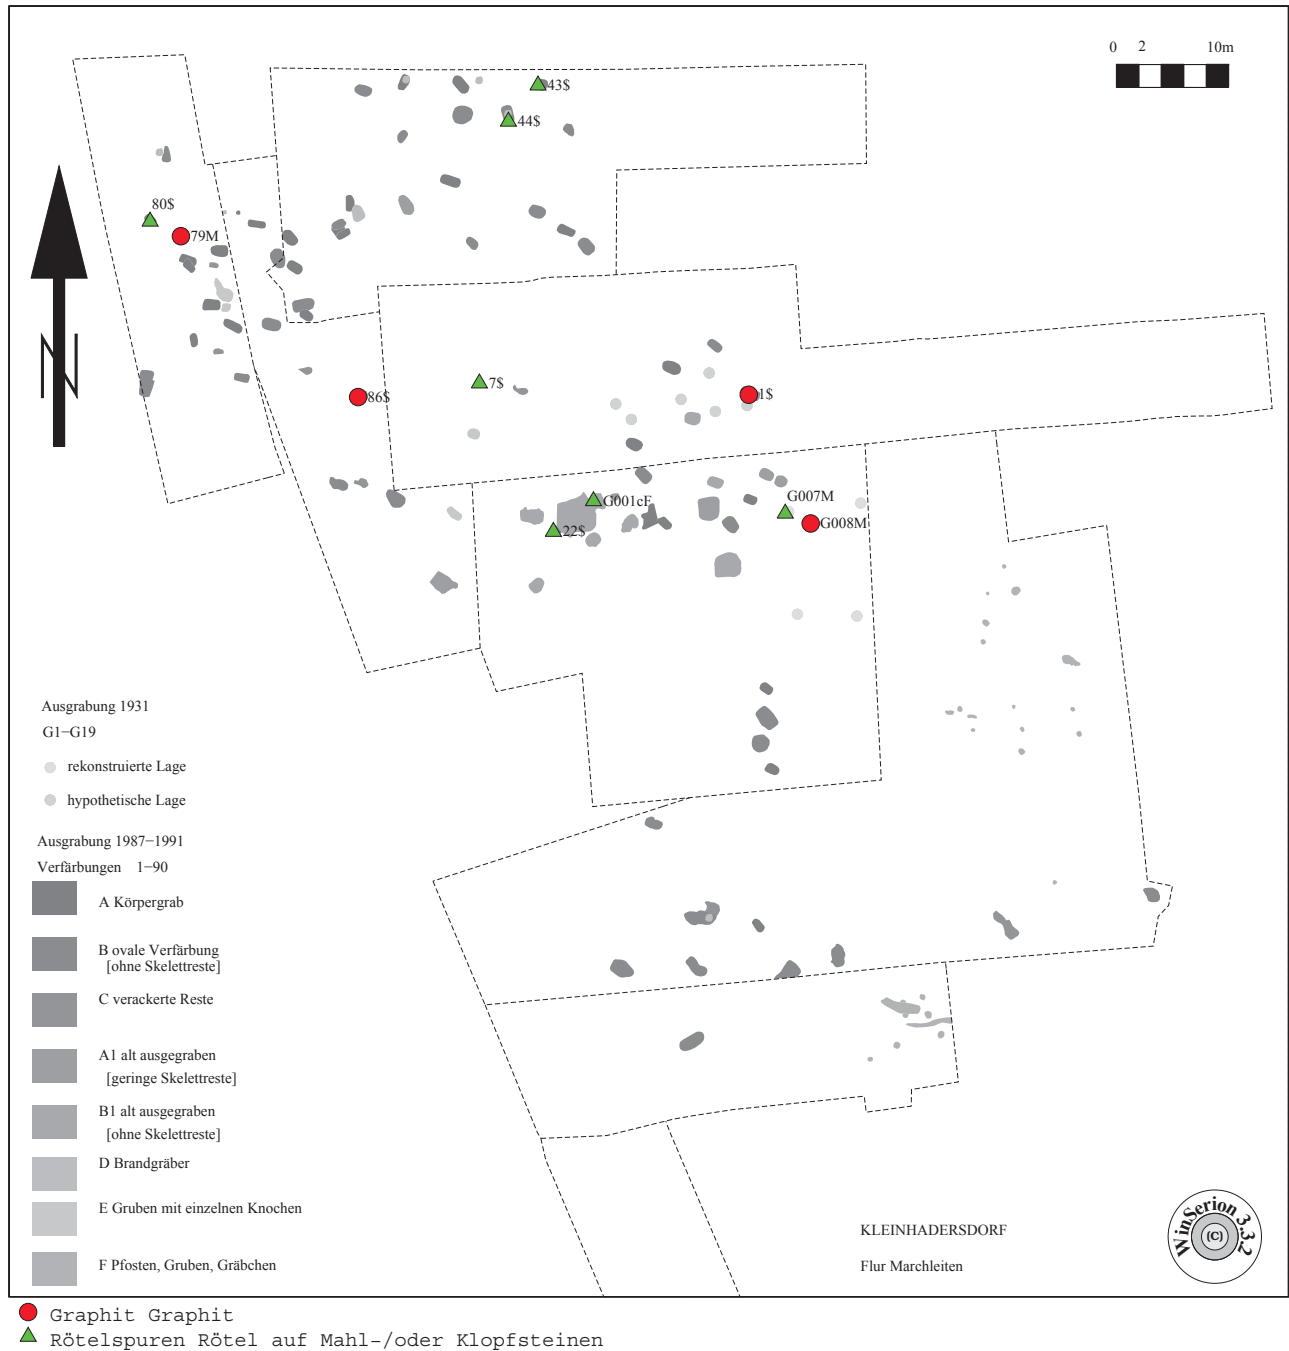 0 2 10m
43$
44$
80$
79M
7$
86$
1$
G001cF
G007M
22$
G008M
N
Ausgrabung 1931
G1−G19
rekonstruierte Lage
hypothetische Lage
Ausgrabung 1987−1991
Verfärbungen 1−90
A Körpergrab
B ovale Verfärbung
[ohne Skelettreste]
C verackerte Reste
A1 alt ausgegraben
[geringe Skelettreste]
B1 alt ausgegraben
[ohne Skelettreste]
D Brandgräber
E Gruben mit einzelnen Knochen
F Pfosten, Gruben, Gräbchen
KLEINHADERSDORF
Flur Marchleiten
WinSerion 3.3.2
(C)
Graphit Graphit
Rötelspuren Rötel auf Mahl-/oder Klopfsteinen